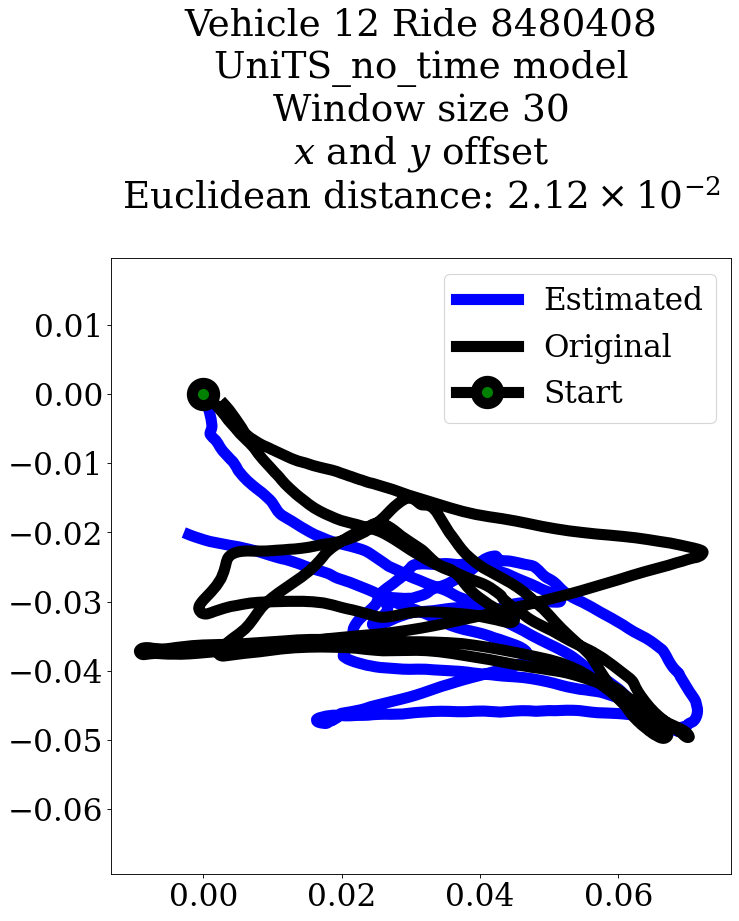 Vehicle 12 Ride 8480408
UniTS_no_time model
Window size 30
x and y offset
Euclidean distance: 2.12 × 10⁻²
Estimated
Original
Start
0.01
0.00
−0.01
−0.02
−0.03
−0.04
−0.05
−0.06
0.00 0.02 0.04 0.06